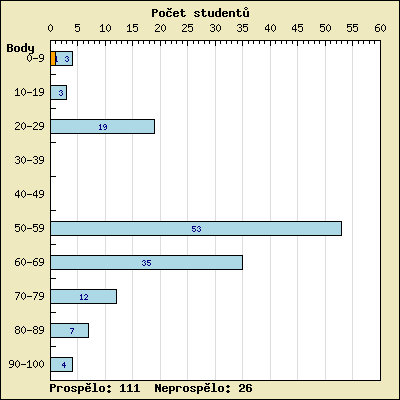 Počet studentů
0 5 10 15 20 25 30 35 40 45 50 55 60
Body
0-9 1 3
10-19 3
20-29 19
30-39
40-49
50-59 53
60-69 35
70-79 12
80-89 7
90-100 4
Prospělo: 111 Neprospělo: 26